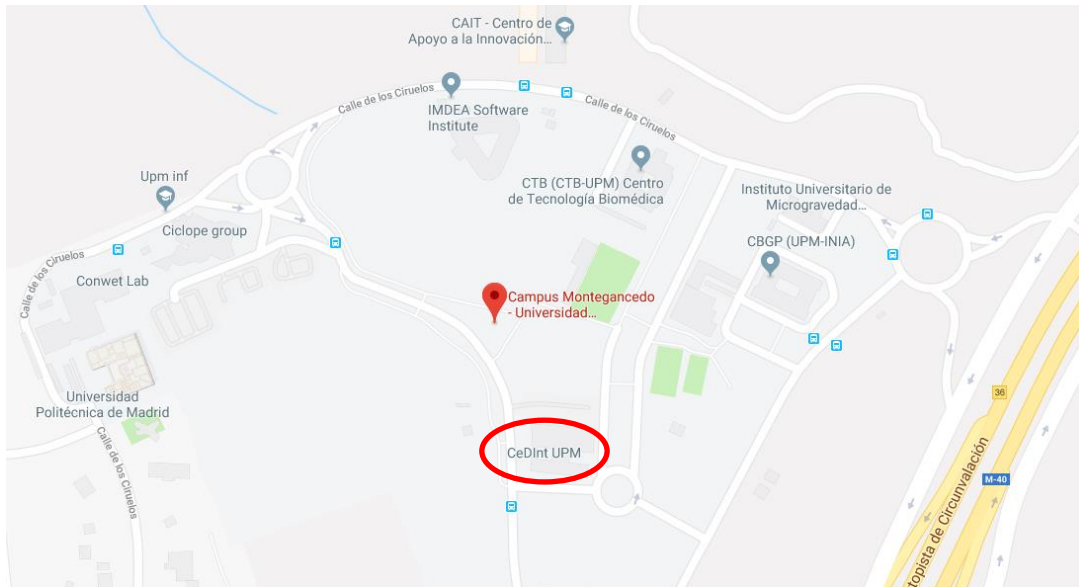 CAIT - Centro de
Apoyo a la Innovación...
Calle de los Ciruelos
IMDEA Software
Institute
Calle de los Ciruelos
Upm inf
CTB (CTB-UPM) Centro
de Tecnología Biomédica
Instituto Universitario de
Microgravedad...
Ciclope group
CBGP (UPM-INIA)
Calle de los Ciruelos
Conwet Lab
Campus Montegancedo
- Universidad...
36
Universidad
Politécnica de Madrid
Calle de los Ciruelos
CeDInt UPM
M-40
topista de Circunvalación